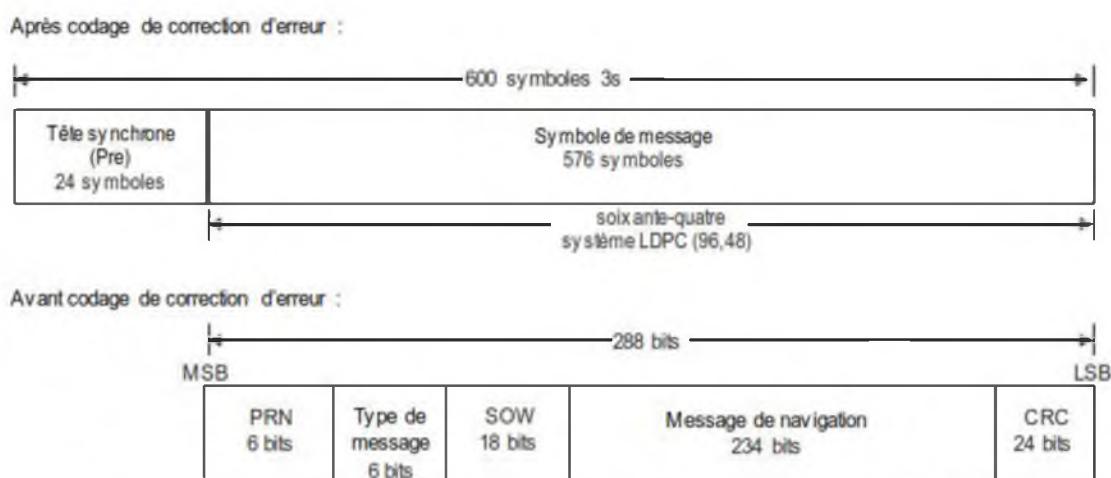 Après codage de correction d'erreur :
600 symboles 3s
Tête synchrone
(Pre)
24 symboles
Symbole de message
576 symboles
soixante-quatre
système LDPC (96,48)
Avant codage de correction d'erreur :
288 bits
MSB
LSB
PRN
6 bits
Type de
message
6 bits
SOW
18 bits
Message de navigation
234 bits
CRC
24 bits